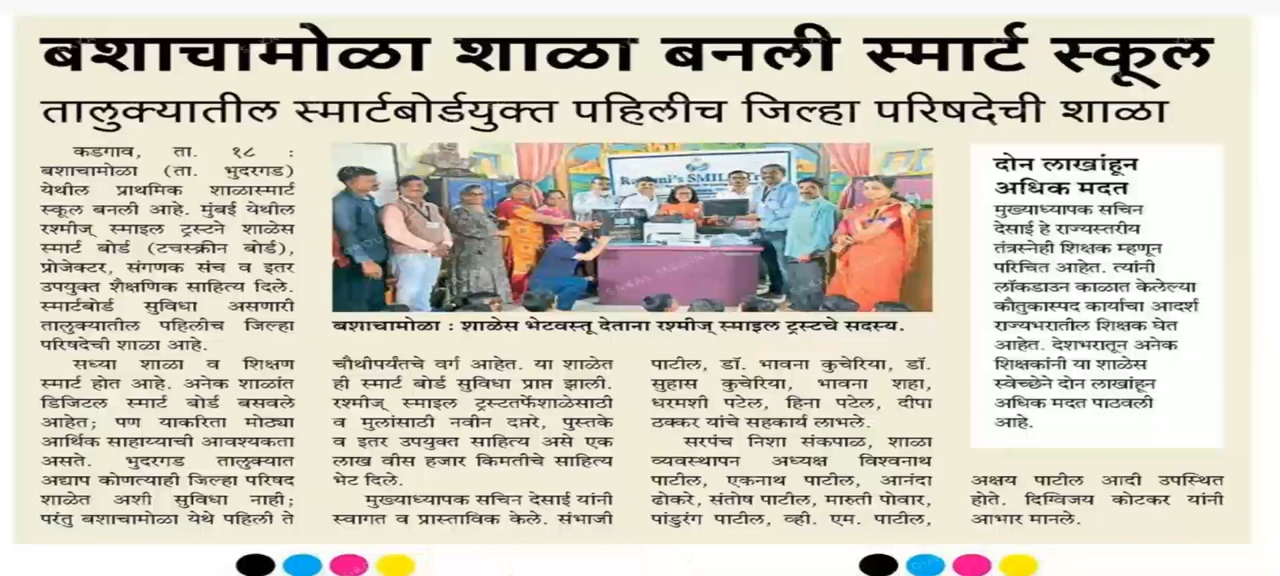 बशाचामोळा शाळा बनली स्मार्ट स्कूल
तालुक्यातील स्मार्टबोर्डयुक्त पहिलीच जिल्हा परिषदेची शाळा
कडगाव, ता. १८ :
बशाचामोळा (ता. भुदरगड)
येथील प्राथमिक शाळास्मार्ट
स्कूल बनली आहे. मुंबई येथील
रश्मीज् स्माइल ट्रस्टने शाळेस
स्मार्ट बोर्ड (टचस्क्रीन बोर्ड),
प्रोजेक्टर, संगणक संच व इतर
उपयुक्त शैक्षणिक साहित्य दिले.
स्मार्टबोर्ड सुविधा असणारी
तालुक्यातील पहिलीच जिल्हा
परिषदेची शाळा आहे.
सध्या शाळा व शिक्षण
स्मार्ट होत आहे. अनेक शाळांत
डिजिटल स्मार्ट बोर्ड बसवले
आहेत; पण याकरिता मोठ्या
आर्थिक साहाय्याची आवश्यकता
असते. भुदरगड तालुक्यात
अद्याप कोणत्याही जिल्हा परिषद
शाळेत अशी सुविधा नाही;
परंतु बशाचामोळा येथे पहिली ते
बशाचामोळा : शाळेस भेटवस्तू देताना रश्मीज् स्माइल ट्रस्टचे सदस्य.
चौथीपर्यंतचे वर्ग आहेत. या शाळेत
ही स्मार्ट बोर्ड सुविधा प्राप्त झाली.
रश्मीज् स्माइल ट्रस्टतर्फेशाळेसाठी
व मुलांसाठी नवीन दप्तरे, पुस्तके
व इतर उपयुक्त साहित्य असे एक
लाख वीस हजार किमतीचे साहित्य
भेट दिले.
मुख्याध्यापक सचिन देसाई यांनी
स्वागत व प्रास्ताविक केले. संभाजी
पाटील, डॉ. भावना कुचेरिया, डॉ.
सुहास कुचेरिया, भावना शहा,
धरमशी पटेल, हिना पटेल, दीपा
ठक्कर यांचे सहकार्य लाभले.
सरपंच निशा संकपाळ, शाळा
व्यवस्थापन अध्यक्ष विश्वनाथ
पाटील, एकनाथ पाटील, आनंदा
ढोकरे, संतोष पाटील, मारुती पोवार,
पांडुरंग पाटील, व्ही. एम. पाटील,
दोन लाखांहून
अधिक मदत
मुख्याध्यापक सचिन
देसाई हे राज्यस्तरीय
तंत्रस्नेही शिक्षक म्हणून
परिचित आहेत. त्यांनी
लॉकडाउन काळात केलेल्या
कौतुकास्पद कार्याचा आदर्श
राज्यभरातील शिक्षक घेत
आहेत. देशभरातून अनेक
शिक्षकांनी या शाळेस
स्वेच्छेने दोन लाखांहून
अधिक मदत पाठवली
आहे.
अक्षय पाटील आदी उपस्थित
होते. दिग्विजय कोटकर यांनी
आभार मानले.